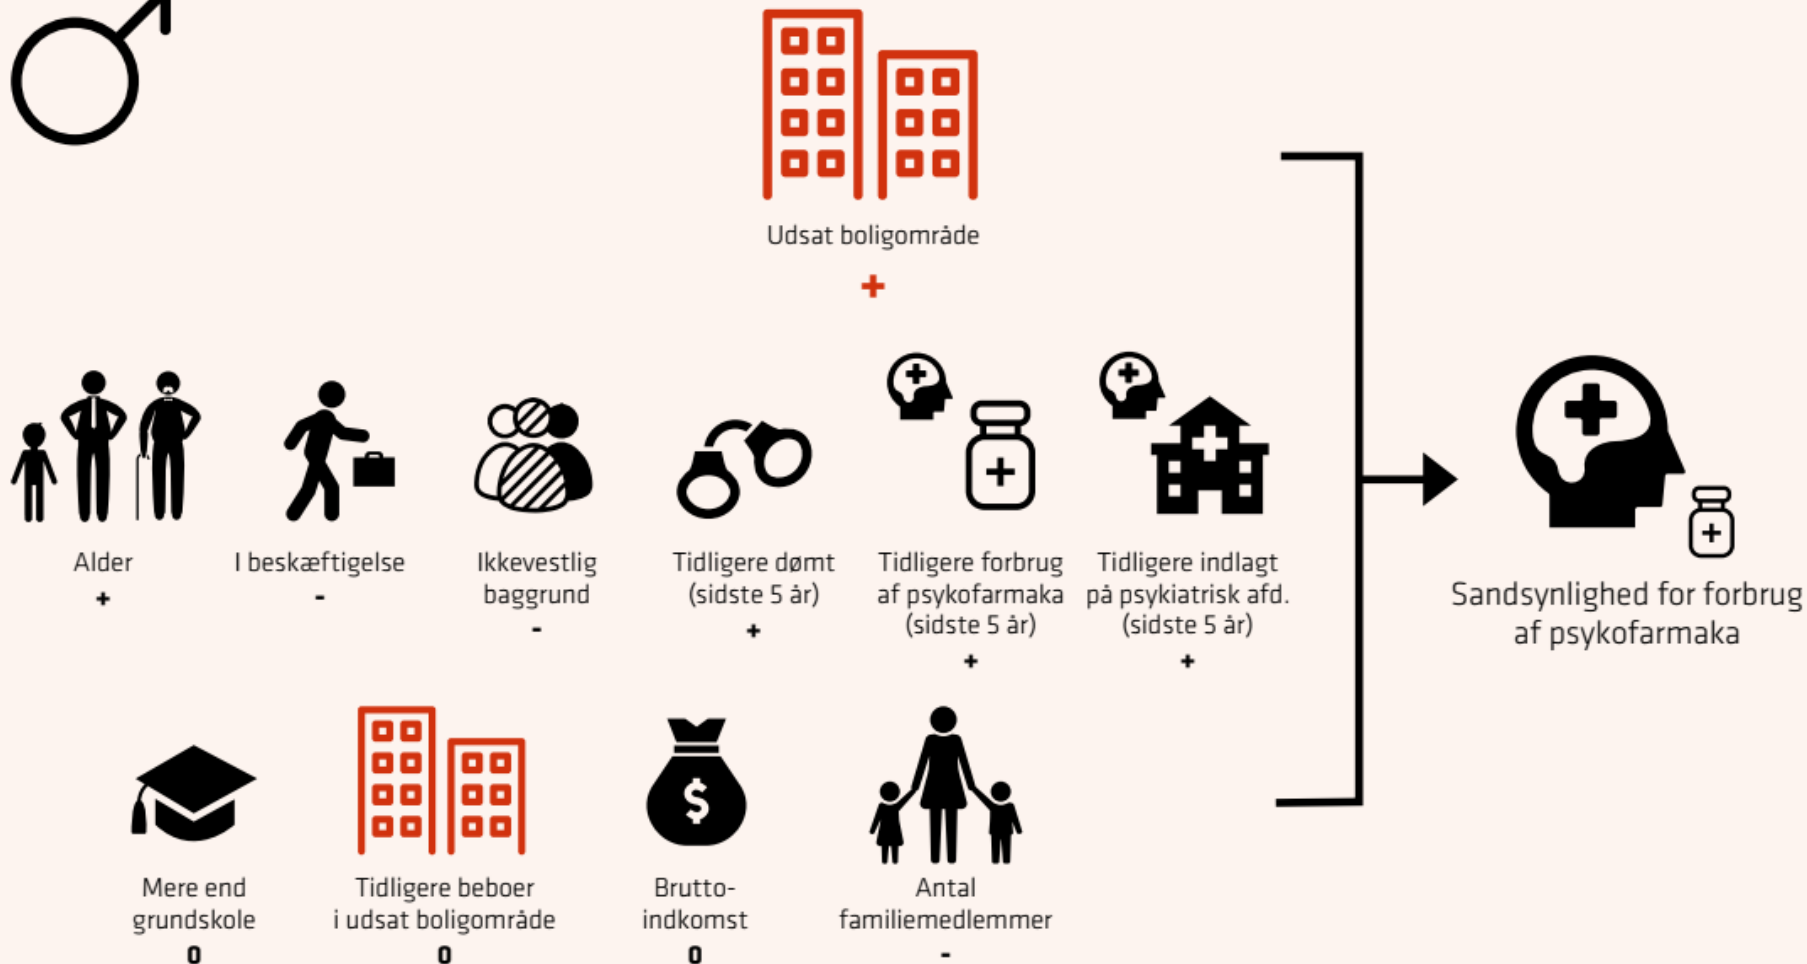 Udsat boligområde
+
Alder
+
I beskæftigelse
-
Ikkevestlig
baggrund
-
Tidligere dømt
(sidste 5 år)
+
Tidligere forbrug
af psykofarmaka
(sidste 5 år)
+
Tidligere indlagt
på psykiatrisk afd.
(sidste 5 år)
+
Sandsynlighed for forbrug
af psykofarmaka
Mere end
grundskole
0
Tidligere beboer
i udsat boligområde
0
$
Brutto-
indkomst
0
Antal
familiemedlemmer
-